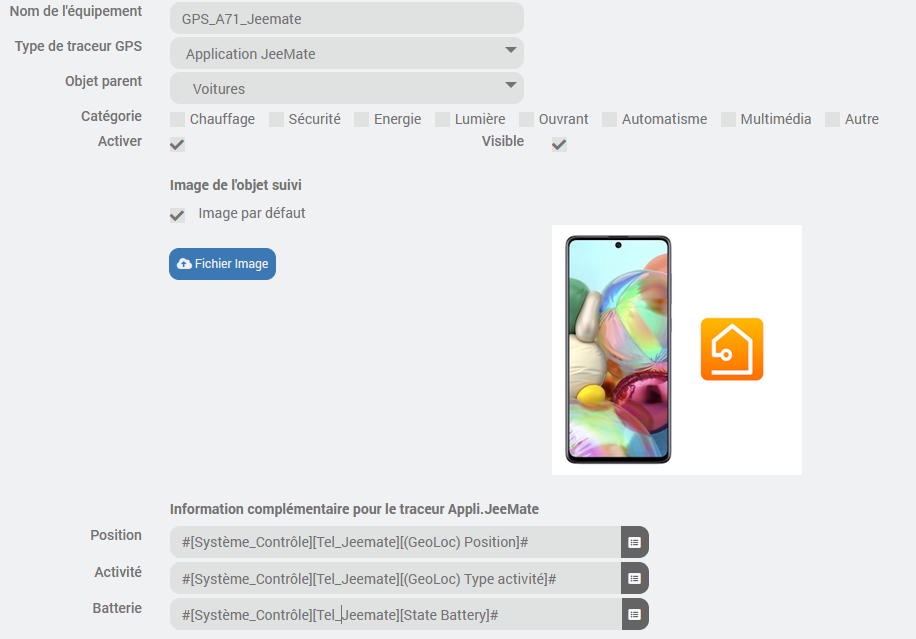 Nom de l'équipement GPS_A71_Jeemate
Type de traceur GPS Application JeeMate
Objet parent Voitures
Catégorie Chauffage Sécurité Energie Lumière Ouvrant Automatisme Multimédia Autre
Activer Visible
Image de l'objet suivi
Image par défaut
Fichier Image
Information complémentaire pour le traceur Appli.JeeMate
Position #[Système_Contrôle][Tel_Jeemate][(GeoLoc) Position]#
Activité #[Système_Contrôle][Tel_Jeemate][(GeoLoc) Type activité]#
Batterie #[Système_Contrôle][Tel_Jeemate][State Battery]#